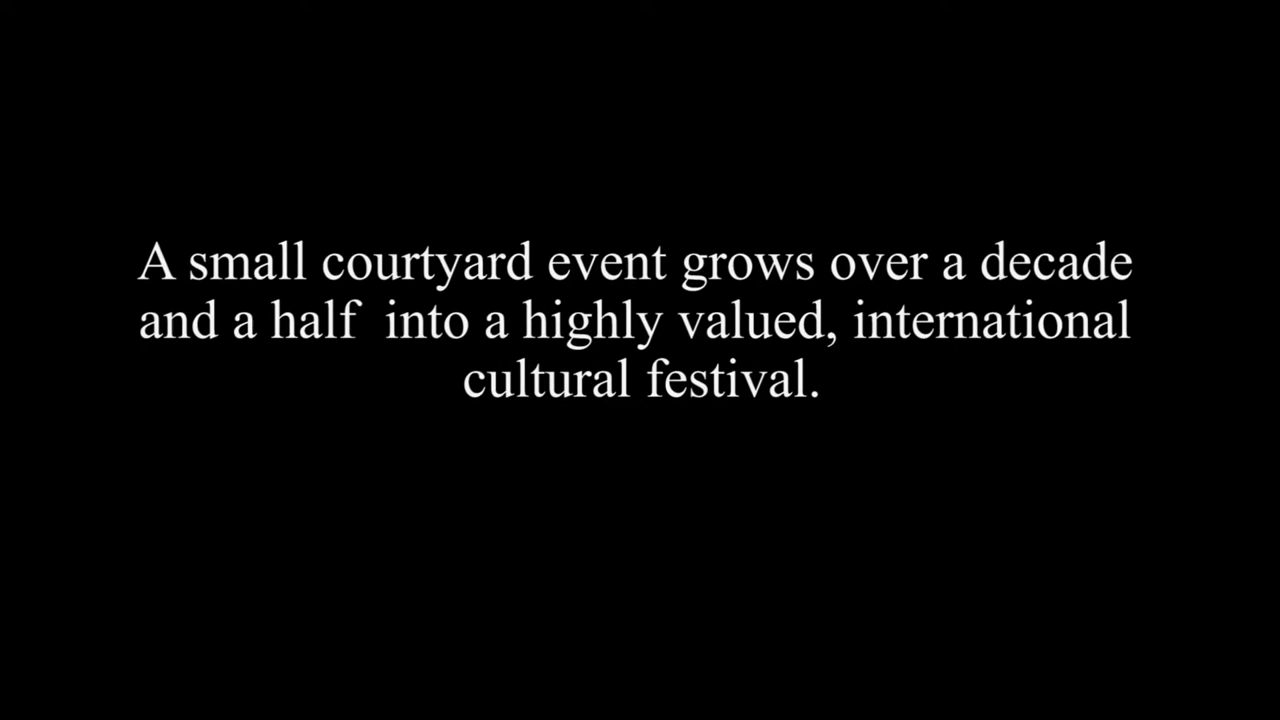 A small courtyard event grows over a decade
and a half  into a highly valued, international
cultural festival.